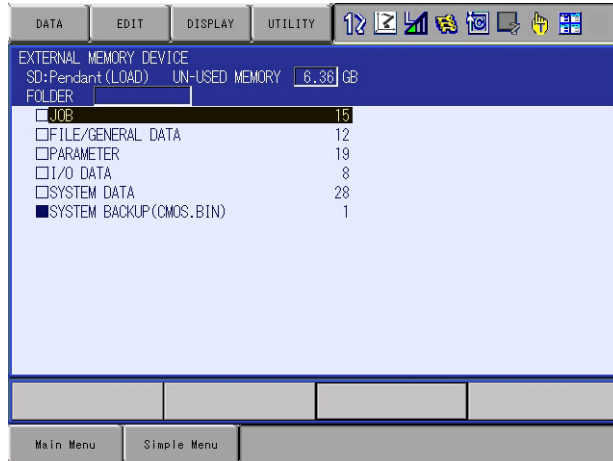 DATA EDIT DISPLAY UTILITY
EXTERNAL MEMORY DEVICE
SD:Pendant(LOAD) UN-USED MEMORY 6.36 GB
FOLDER
JOB 15
FILE/GENERAL DATA 12
PARAMETER 19
I/O DATA 8
SYSTEM DATA 28
SYSTEM BACKUP(CMOS.BIN) 1
Main Menu Simple Menu